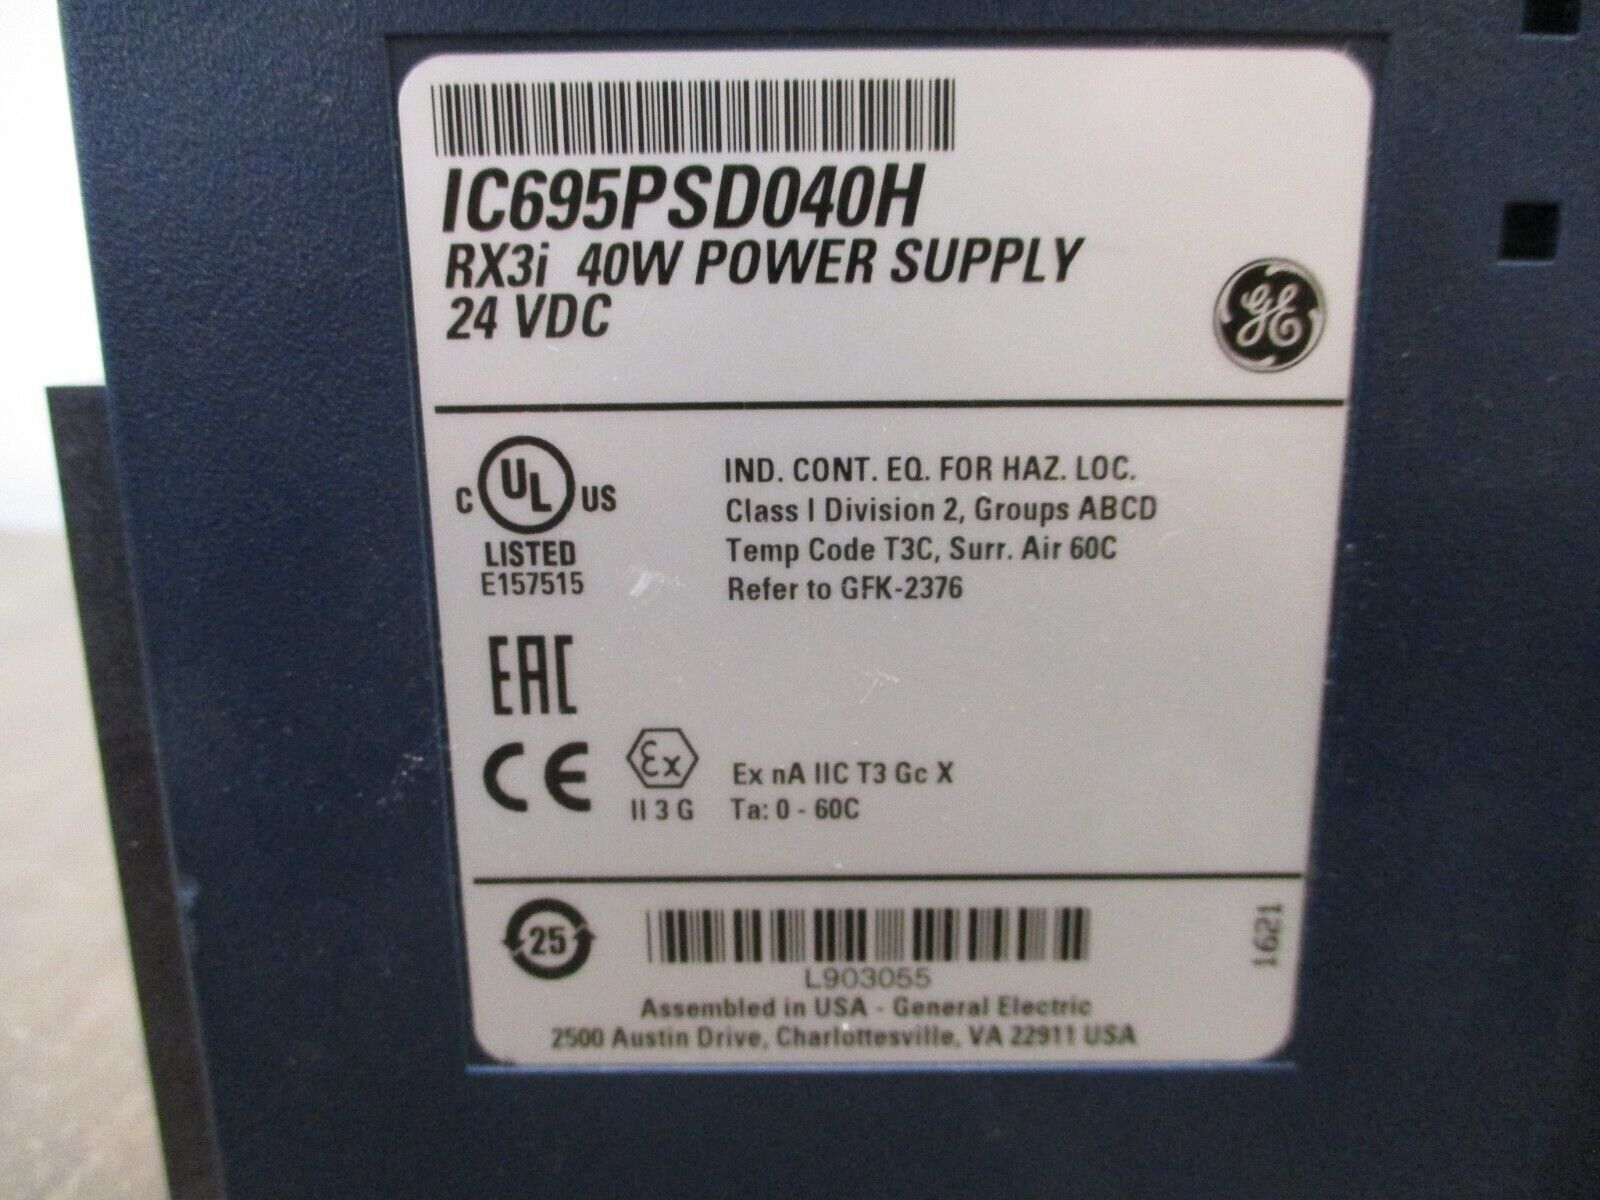 IC695PSD040H
RX3i 40W POWER SUPPLY
24 VDC
GE
C UL US
LISTED
E157515
IND. CONT. EQ. FOR HAZ. LOC.
Class I Division 2, Groups ABCD
Temp Code T3C, Surr. Air 60C
Refer to GFK-2376
EAC
CE
Ex
II 3 G
Ex nA IIC T3 Gc X
Ta: 0 - 60C
25
L903055
1621
Assembled in USA - General Electric
2500 Austin Drive, Charlottesville, VA 22911 USA